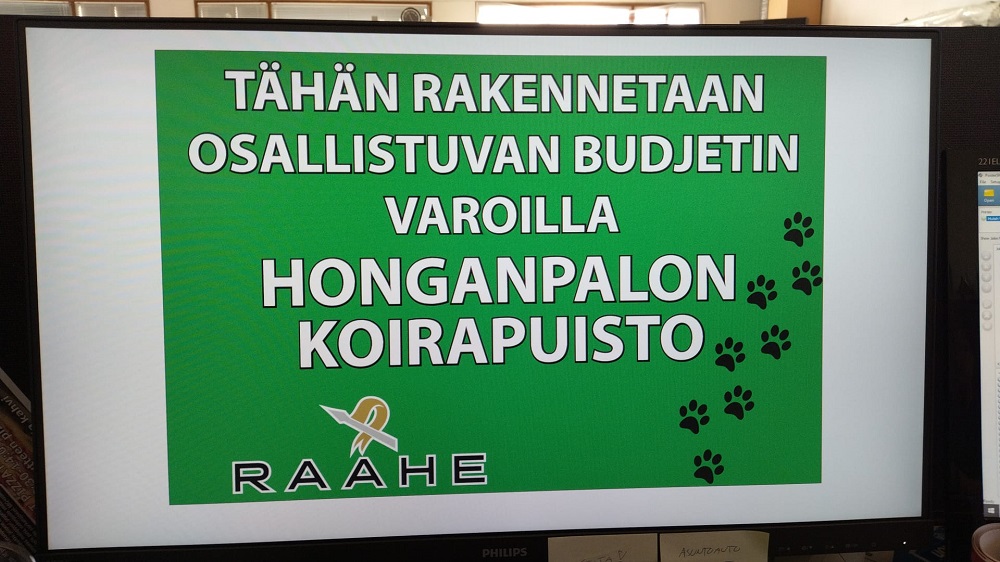 TÄHÄN RAKENNETAAN
OSALLISTUVAN BUDJETIN
VAROILLA
HONGANPALON
KOIRAPUISTO
RAAHE
PHILIPS